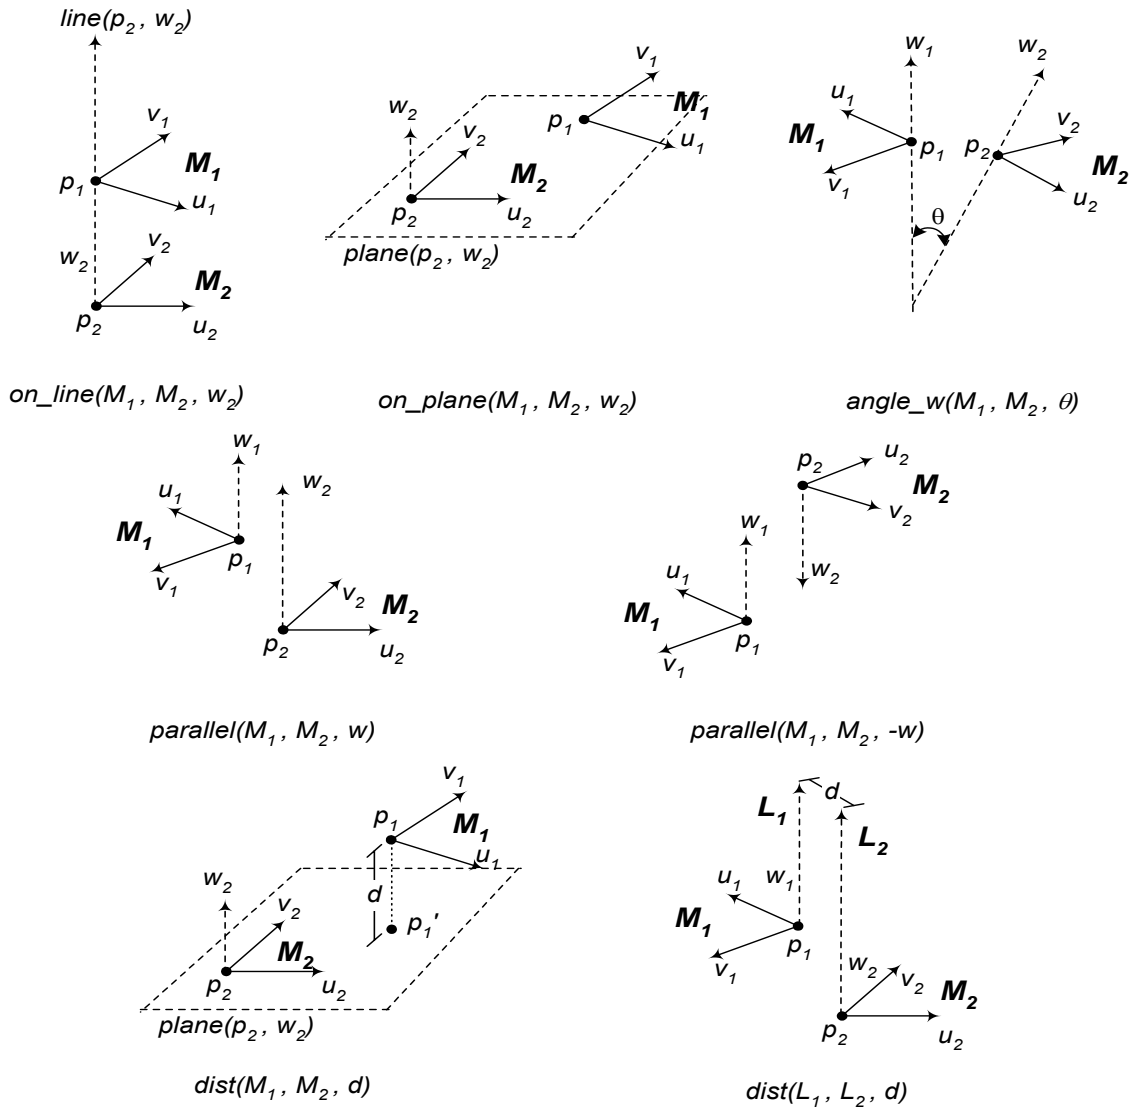 line(p2, w2)
v1
M1
p1
u1
w2
v2
M2
p2
u2
on_line(M1, M2, w2)
v1
M1
p1
u1
w2
v2
M2
p2
u2
plane(p2, w2)
on_plane(M1, M2, w2)
w1
w2
u1
M1
p1
v1
v2
p2
M2
u2
θ
angle_w(M1, M2, θ)
w1
w2
u1
M1
p1
v1
v2
M2
p2
u2
parallel(M1, M2, w)
p2
u2
M2
v2
w1
w2
u1
M1
p1
v1
parallel(M1, M2, -w)
v1
p1
M1
u1
d
w2
v2
p1'
M2
p2
u2
plane(p2, w2)
dist(M1, M2, d)
d
L1
L2
u1
w1
M1
p1
v1
w2
v2
M2
p2
u2
dist(L1, L2, d)